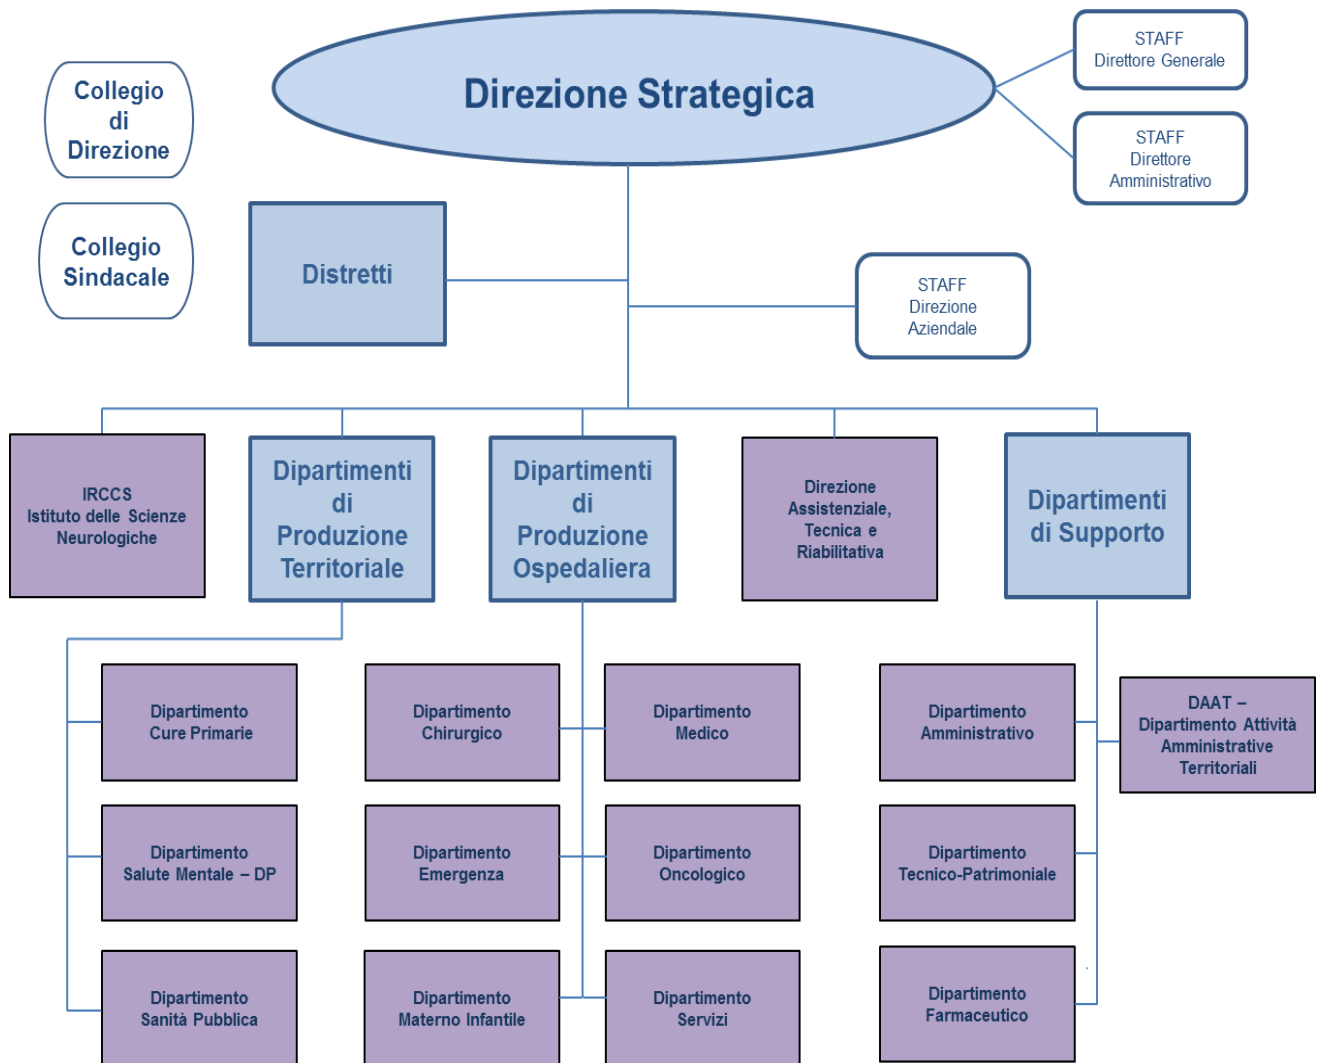 Direzione Strategica
STAFF
Direttore Generale
STAFF
Direttore
Amministrativo
Collegio
di
Direzione
Collegio
Sindacale
Distretti
STAFF
Direzione
Aziendale
IRCCS
Istituto delle Scienze
Neurologiche
Dipartimenti
di
Produzione
Territoriale
Dipartimenti
di
Produzione
Ospedaliera
Direzione
Assistenziale,
Tecnica e
Riabilitativa
Dipartimenti
di Supporto
Dipartimento
Cure Primarie
Dipartimento
Chirurgico
Dipartimento
Medico
Dipartimento
Amministrativo
DAAT –
Dipartimento Attività
Amministrative
Territoriali
Dipartimento
Salute Mentale – DP
Dipartimento
Emergenza
Dipartimento
Oncologico
Dipartimento
Tecnico-Patrimoniale
Dipartimento
Sanità Pubblica
Dipartimento
Materno Infantile
Dipartimento
Servizi
Dipartimento
Farmaceutico